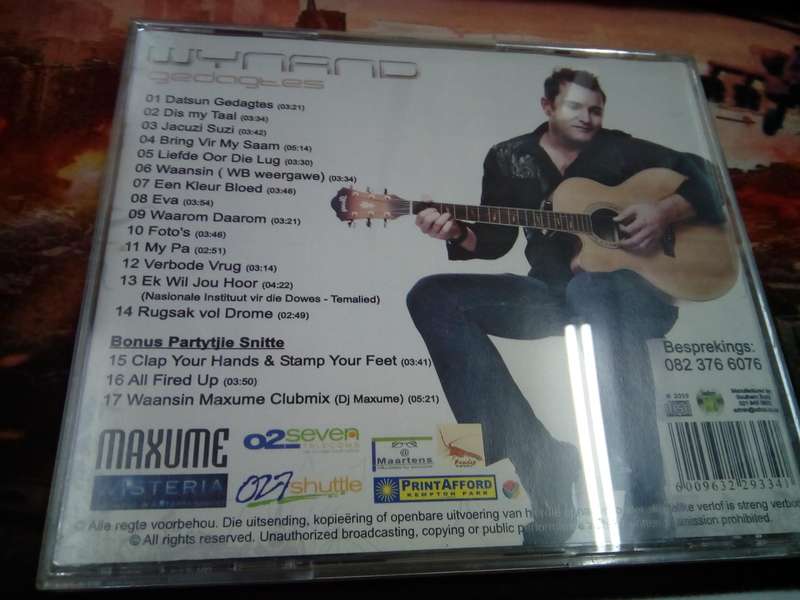 WYNAND
gedagtes
01 Datsun Gedagtes (03:21)
02 Dis my Taal (03:34)
03 Jacuzi Suzi (03:42)
04 Bring Vir My Saam (05:14)
05 Liefde Oor Die Lug (03:30)
06 Waansin ( WB weergawe) (03:34)
07 Een Kleur Bloed (03:46)
08 Eva (03:54)
09 Waarom Daarom (03:21)
10 Foto's (03:46)
11 My Pa (02:51)
12 Verbode Vrug (03:14)
13 Ek Wil Jou Hoor (04:22)
(Nasionale Instituut vir die Dowes - Temalied)
14 Rugsak vol Drome (02:49)
Bonus Partytjie Snitte
15 Clap Your Hands & Stamp Your Feet (03:41)
16 All Fired Up (03:50)
17 Waansin Maxume Clubmix (Dj Maxume) (05:21)
Besprekings:
082 376 6076
MAXUME
o2seven
TELECOMS
@
Maartens
WISTERIA
027shuttle
PRINTAFFORD
KEMPTON PARK
6009632293341
© Alle regte voorbehou. Die uitsending, kopieëring of openbare uitvoering van is streng
© All rights reserved. Unauthorized broadcasting, copying or public prohibited.